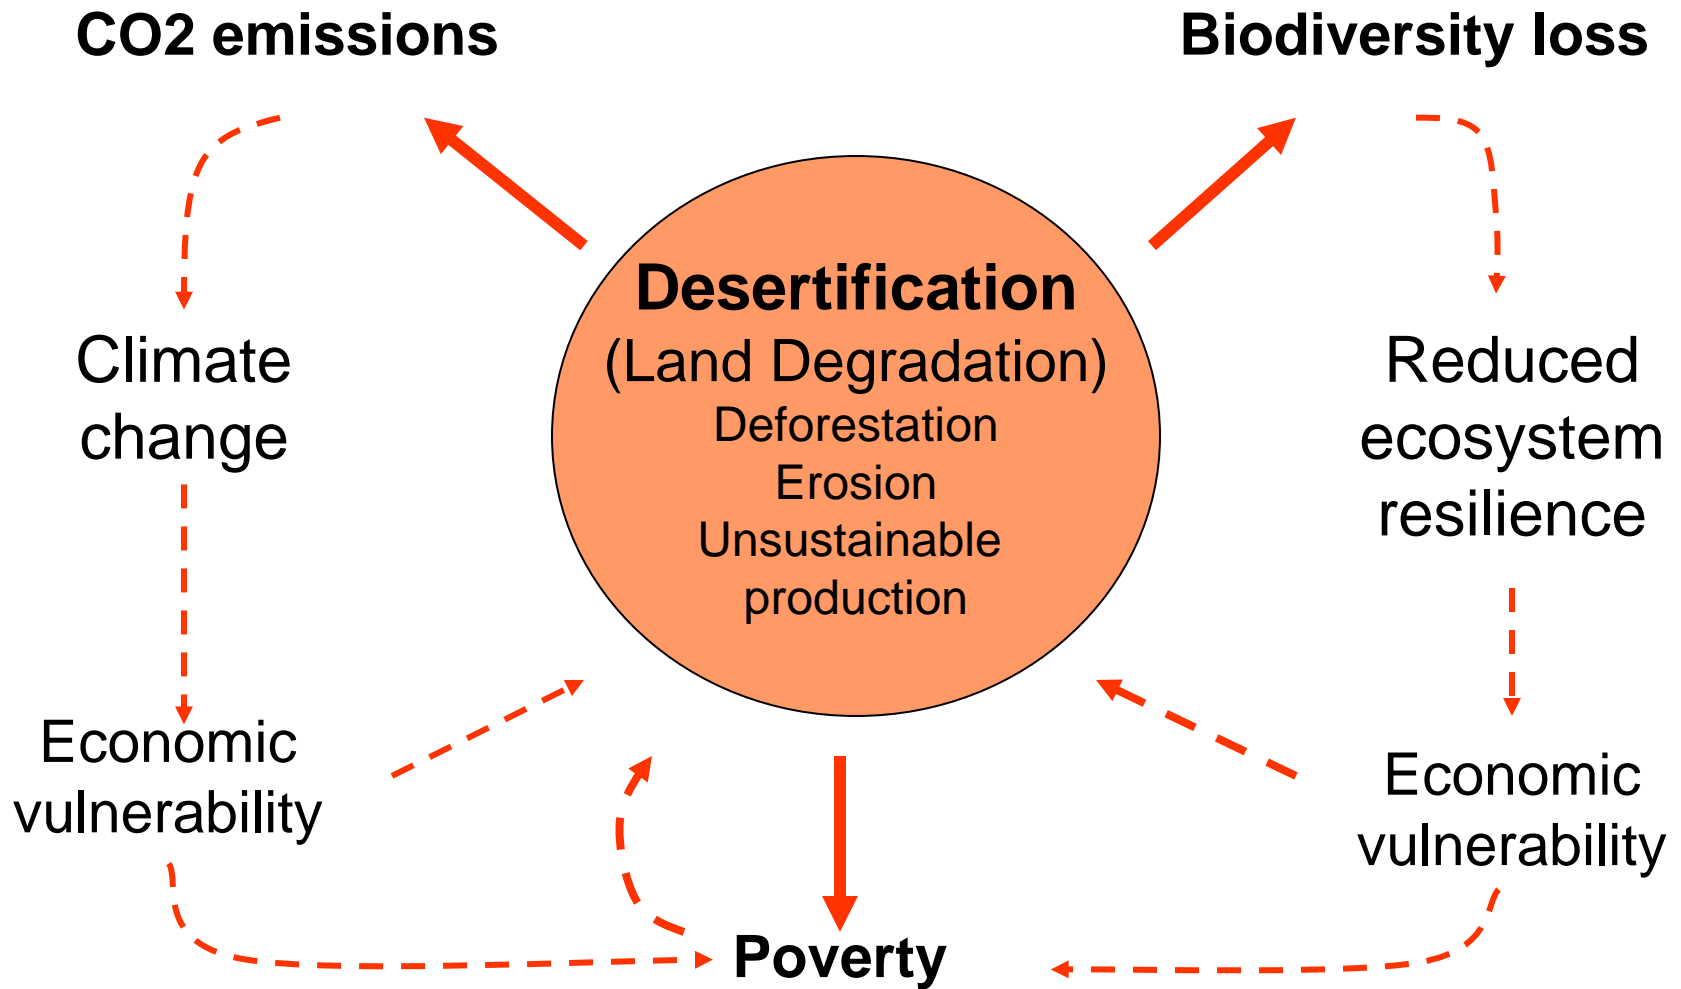 CO2 emissions
Biodiversity loss
Desertification
(Land Degradation)
Deforestation
Erosion
Unsustainable
production
Climate
change
Reduced
ecosystem
resilience
Economic
vulnerability
Economic
vulnerability
Poverty